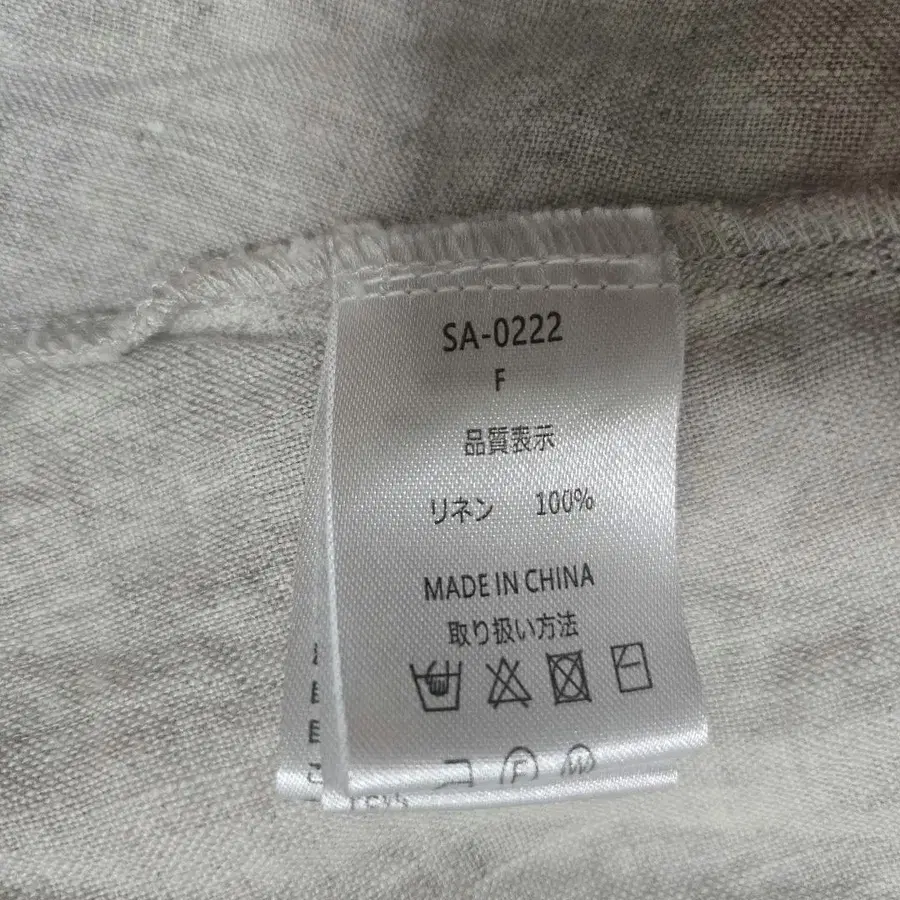 SA-0222
F
品質表示
リネン 100%
MADE IN CHINA
取り扱い方法
F
W